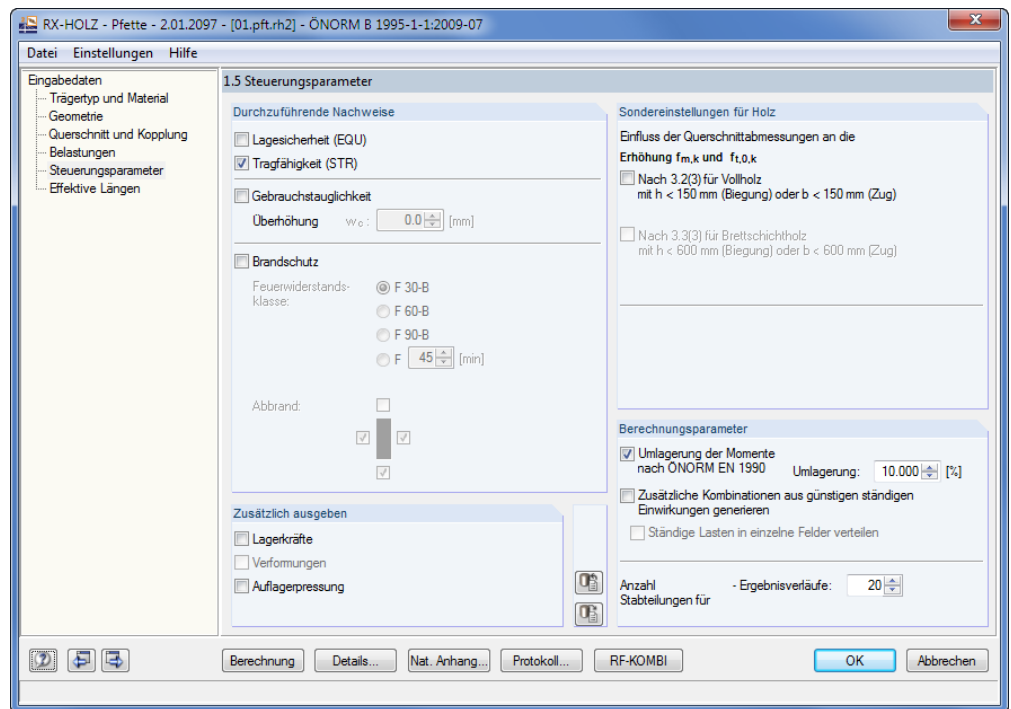 RX-HOLZ - Pfette - 2.01.2097 - [01.pft.rh2] - ÖNORM B 1995-1-1:2009-07
Datei Einstellungen Hilfe
Eingabedaten
Trägertyp und Material
Geometrie
Querschnitt und Kopplung
Belastungen
Steuerungsparameter
Effektive Längen
1.5 Steuerungsparameter
Durchzuführende Nachweise
Lagesicherheit (EQU)
Tragfähigkeit (STR)
Gebrauchstauglichkeit
Überhöhung wc: 0.0 [mm]
Brandschutz
Feuerwiderstands-
klasse:
F 30-B
F 60-B
F 90-B
F 45 [min]
Abbrand:
Zusätzlich ausgeben
Lagerkräfte
Verformungen
Auflagerpressung
Sondereinstellungen für Holz
Einfluss der Querschnittabmessungen an die
Erhöhung fm,k und ft,0,k
Nach 3.2(3) für Vollholz
mit h < 150 mm (Biegung) oder b < 150 mm (Zug)
Nach 3.3(3) für Brettschichtholz
mit h < 600 mm (Biegung) oder b < 600 mm (Zug)
Berechnungsparameter
Umlagerung der Momente
nach ÖNORM EN 1990 Umlagerung: 10.000 [%]
Zusätzliche Kombinationen aus günstigen ständigen
Einwirkungen generieren
Ständige Lasten in einzelne Felder verteilen
Anzahl - Ergebnisverläufe: 20
Stabteilungen für
Berechnung Details... Nat. Anhang... Protokoll... RF-KOMBI OK Abbrechen